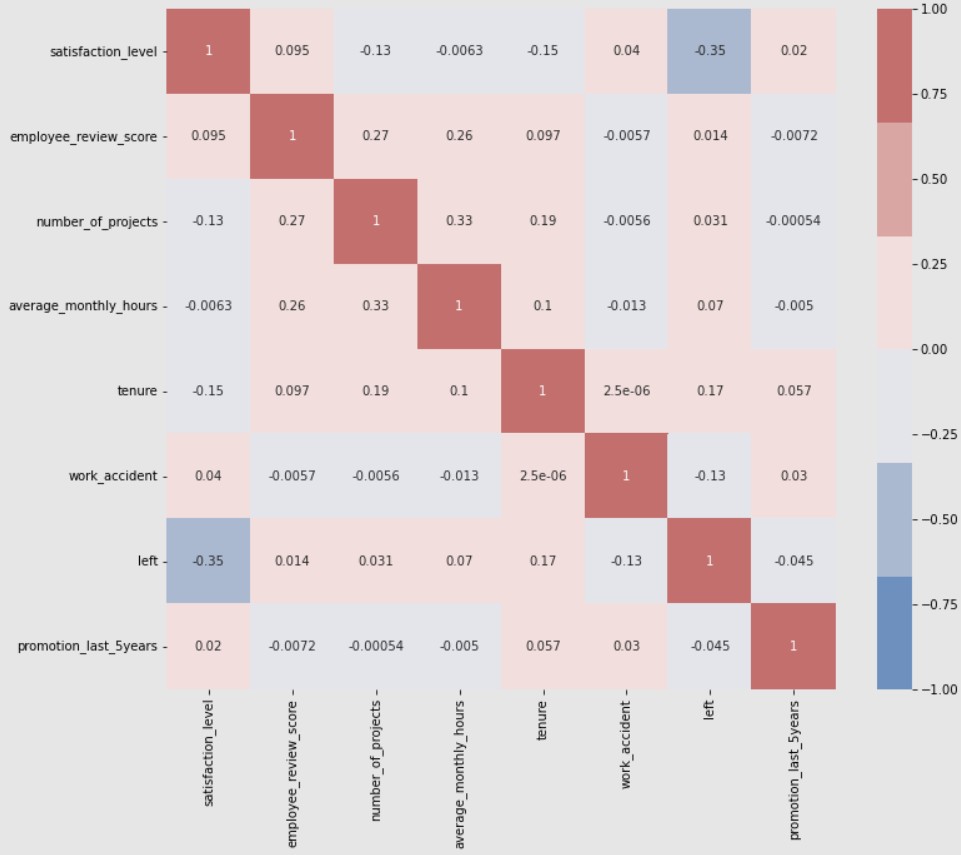 satisfaction_level 1 0.095 -0.13 -0.0063 -0.15 0.04 -0.35 0.02
employee_review_score 0.095 1 0.27 0.26 0.097 -0.0057 0.014 -0.0072
number_of_projects -0.13 0.27 1 0.33 0.19 -0.0056 0.031 -0.00054
average_monthly_hours -0.0063 0.26 0.33 1 0.1 -0.013 0.07 -0.005
tenure -0.15 0.097 0.19 0.1 1 2.5e-06 0.17 0.057
work_accident 0.04 -0.0057 -0.0056 -0.013 2.5e-06 1 -0.13 0.03
left -0.35 0.014 0.031 0.07 0.17 -0.13 1 -0.045
promotion_last_5years 0.02 -0.0072 -0.00054 -0.005 0.057 0.03 -0.045 1
satisfaction_level
employee_review_score
number_of_projects
average_monthly_hours
tenure
work_accident
left
promotion_last_5years
1.00
0.75
0.50
0.25
0.00
−0.25
−0.50
−0.75
−1.00